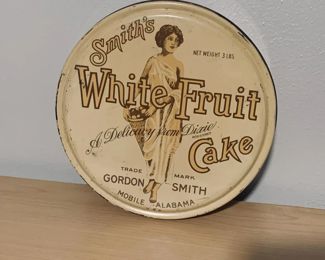 Smith's
NET WEIGHT 3 LBS
White Fruit
A Delicacy from Dixie
Cake
TRADE MARK
GORDON SMITH
MOBILE ALABAMA